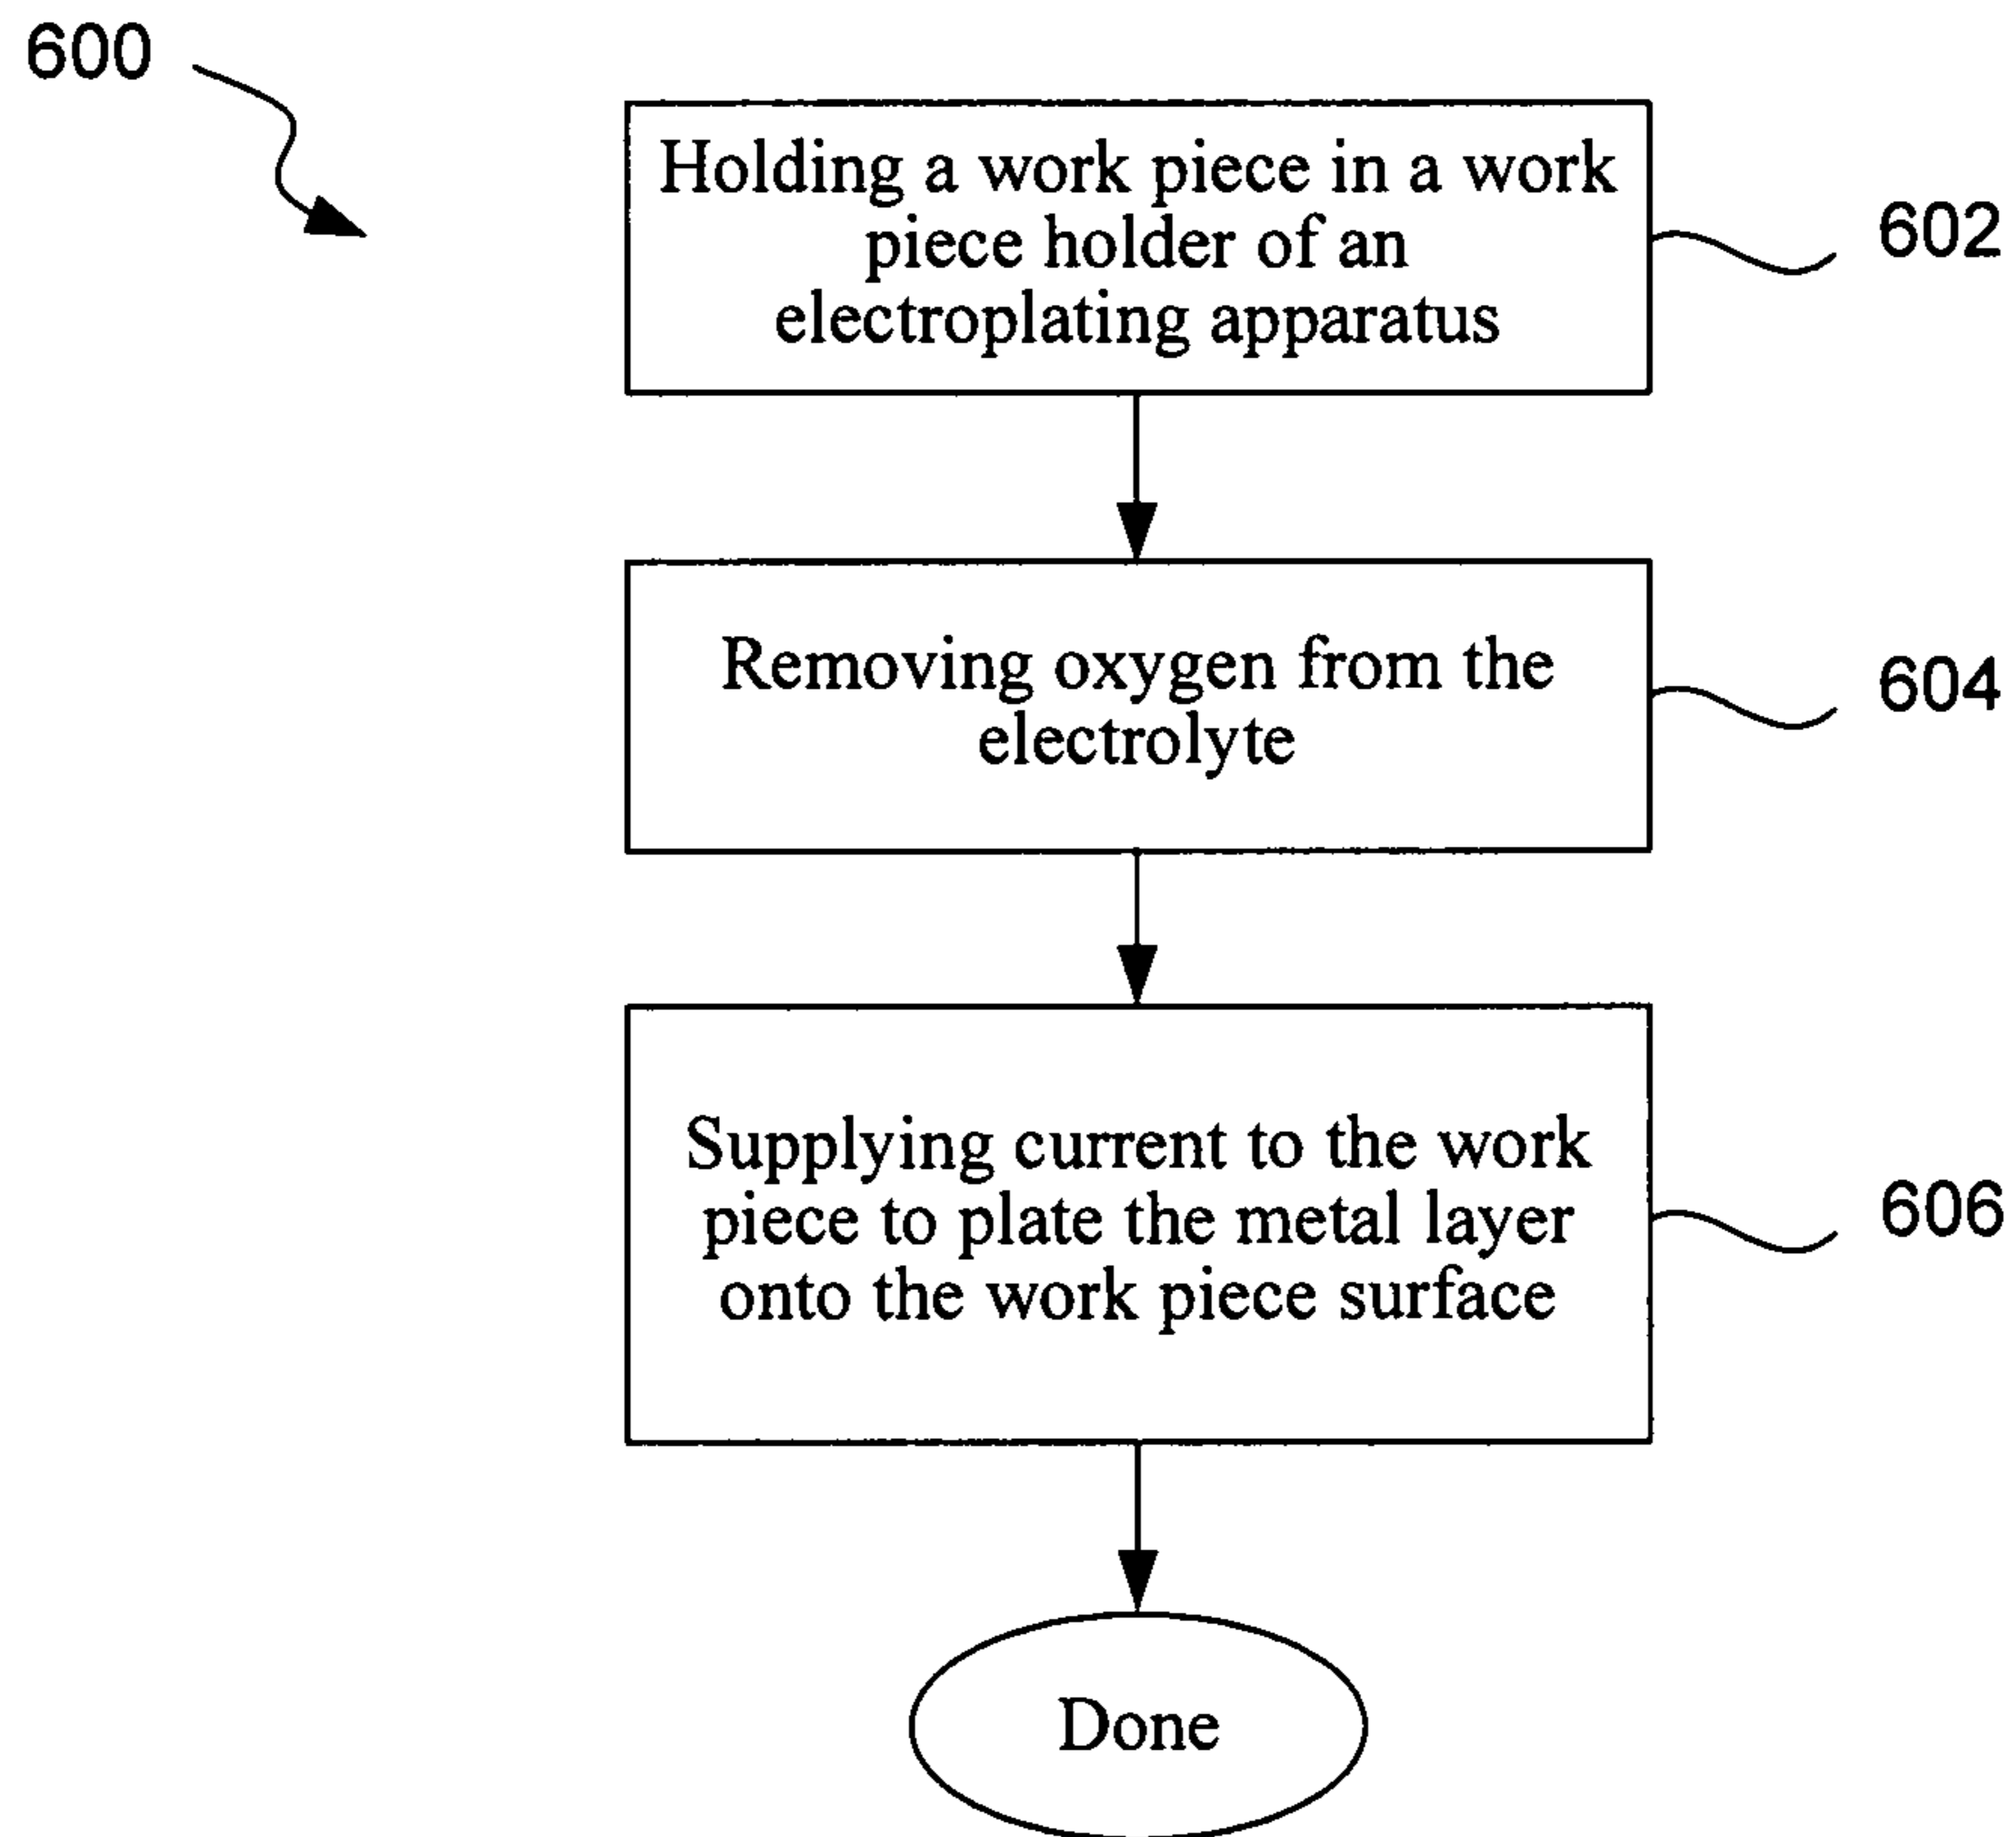 600
Holding a work piece in a work
piece holder of an
electroplating apparatus
602
Removing oxygen from the
electrolyte
604
Supplying current to the work
piece to plate the metal layer
onto the work piece surface
606
Done